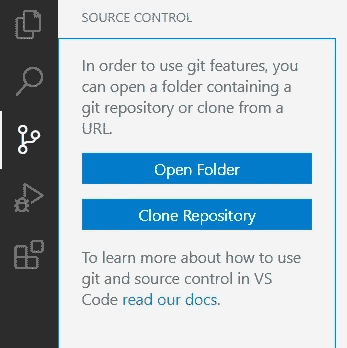 SOURCE CONTROL
In order to use git features, you
can open a folder containing a
git repository or clone from a
URL.
Open Folder
Clone Repository
To learn more about how to use
git and source control in VS
Code read our docs.